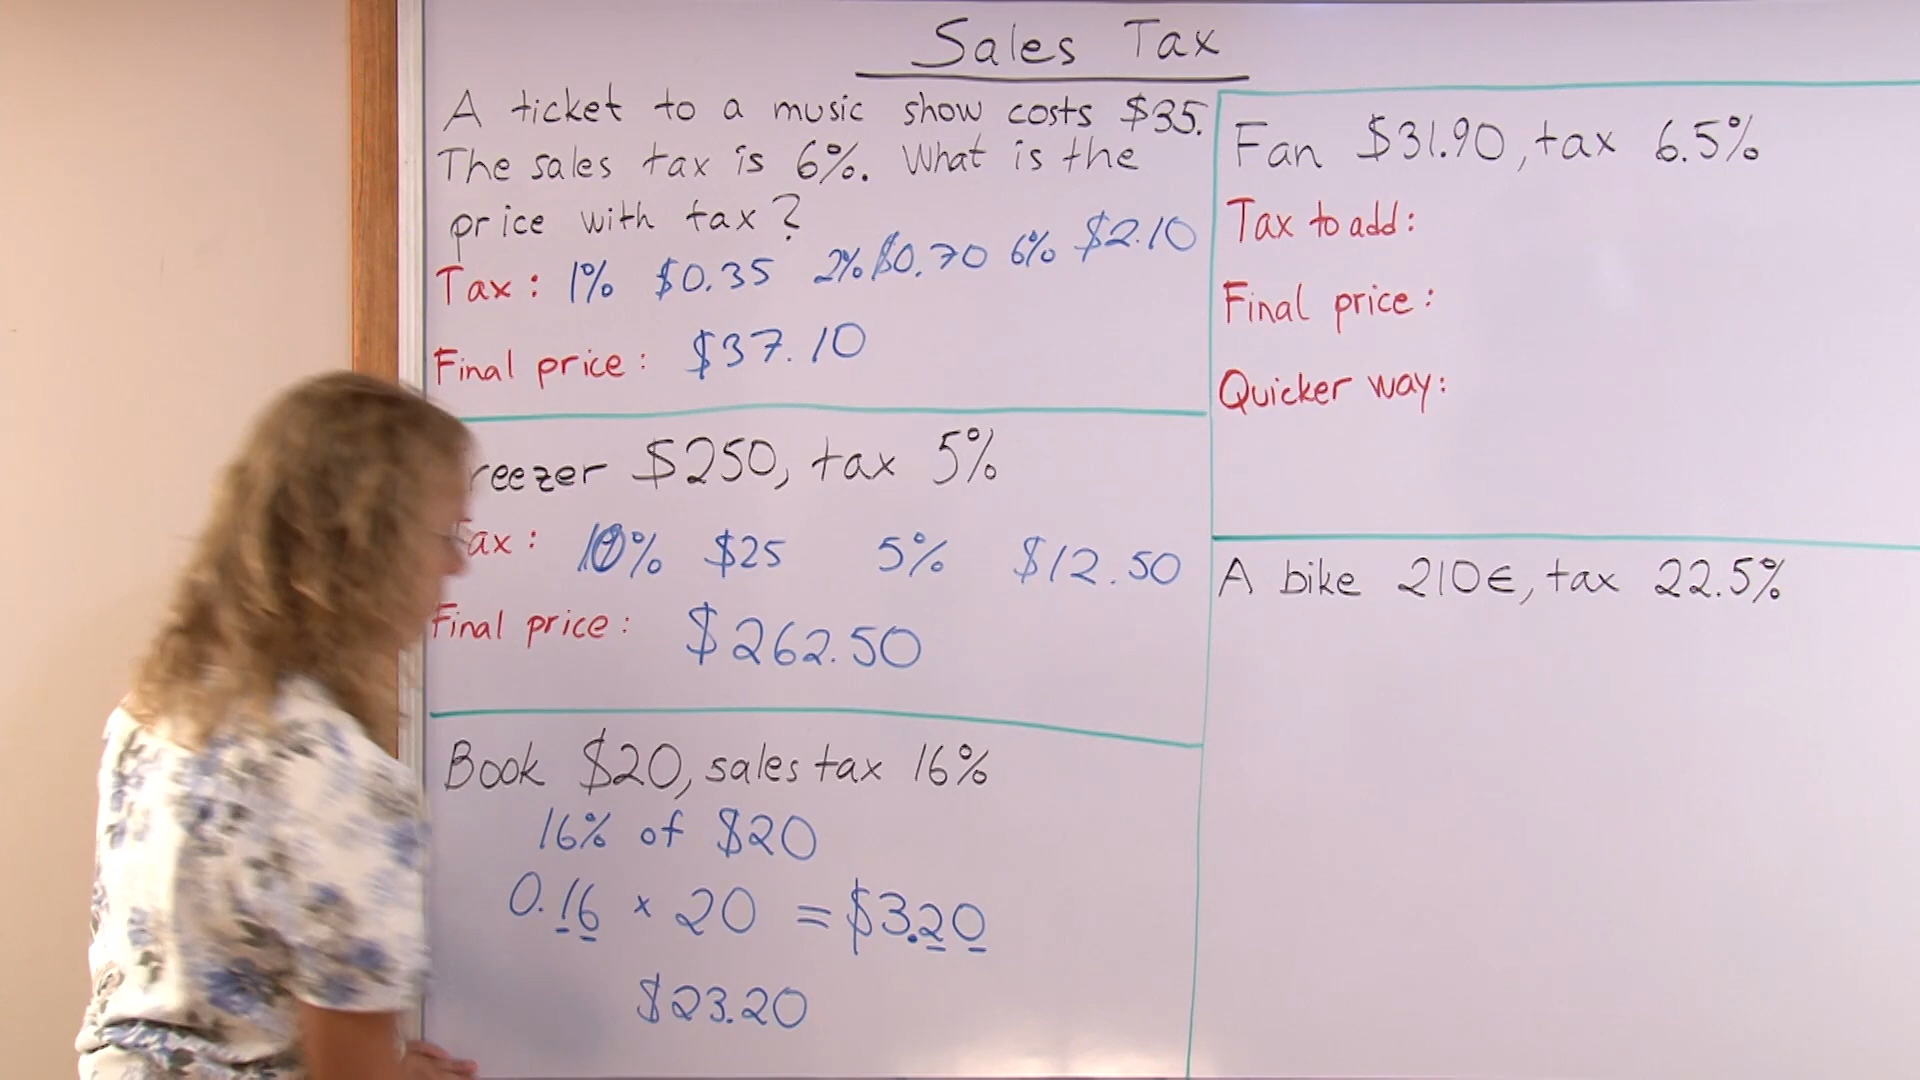 Sales Tax
A ticket to a music show costs $35.
The sales tax is 6%. What is the
price with tax?
Tax: 1% $0.35 2% $0.70 6% $2.10
Final price: $37.10
reezer $250, tax 5%
ax: 10% $25 5% $12.50
Final price: $262.50
Book $20, sales tax 16%
16% of $20
0.16 × 20 = $3.20
$23.20
Fan $31.90, tax 6.5%
Tax to add:
Final price:
Quicker way:
A bike 210€, tax 22.5%